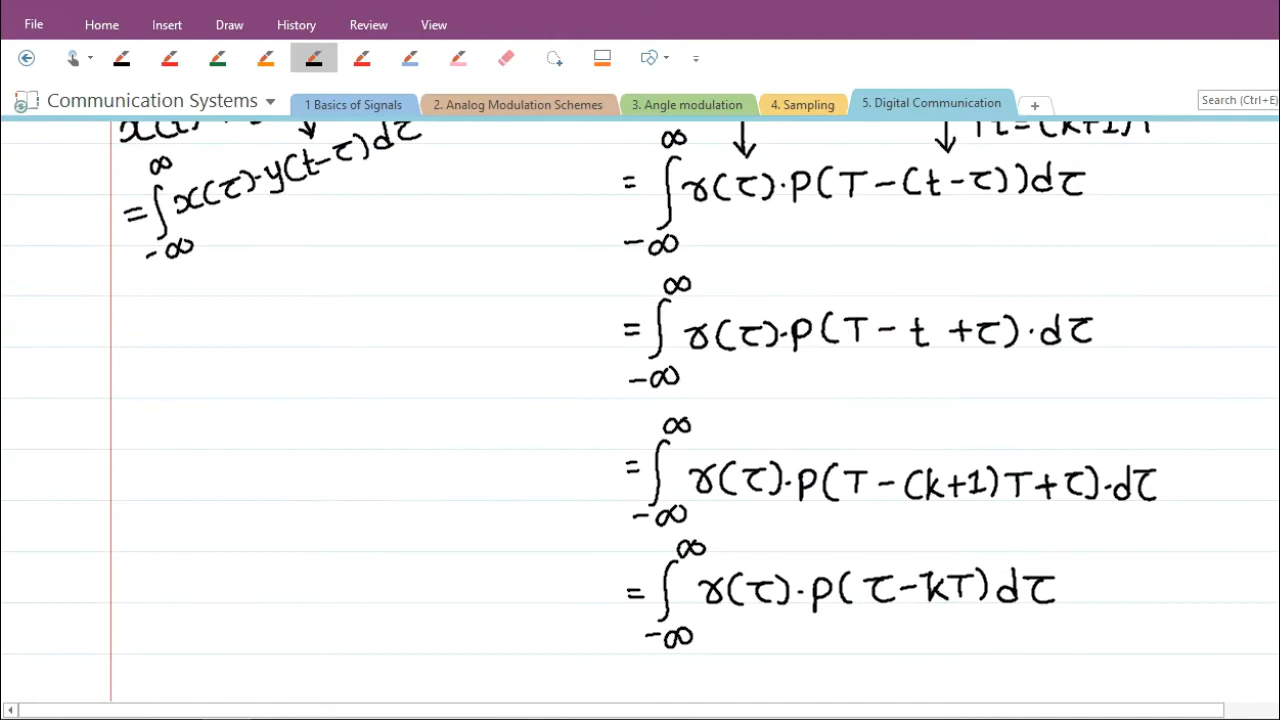 File Home Insert Draw History Review View
Communication Systems 1 Basics of Signals 2. Analog Modulation Schemes 3. Angle modulation 4. Sampling 5. Digital Communication + Search (Ctrl+E)
= ∫_{-∞}^{∞} x(τ)·y(t-τ)dτ
= ∫_{-∞}^{∞} r(τ)·P(T-(t-τ))dτ
= ∫_{-∞}^{∞} r(τ)·P(T-t+τ)·dτ
= ∫_{-∞}^{∞} r(τ)·P(T-(k+1)T+τ)·dτ
= ∫_{-∞}^{∞} r(τ)·P(τ-kT)dτ